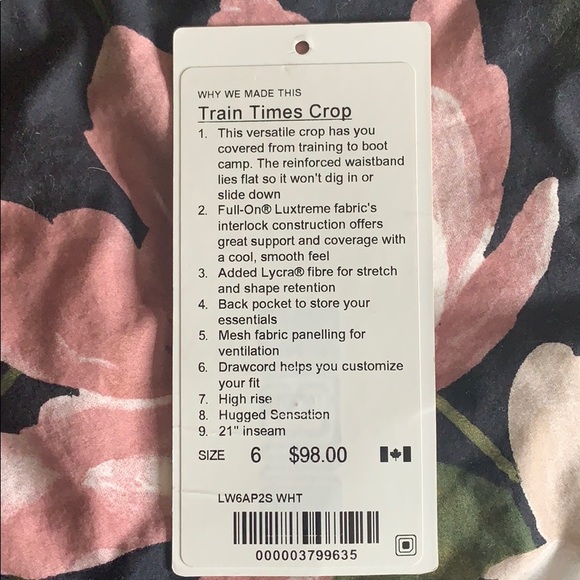 WHY WE MADE THIS
Train Times Crop
1. This versatile crop has you
covered from training to boot
camp. The reinforced waistband
lies flat so it won't dig in or
slide down
2. Full-On® Luxtreme fabric's
interlock construction offers
great support and coverage with
a cool, smooth feel
3. Added Lycra® fibre for stretch
and shape retention
4. Back pocket to store your
essentials
5. Mesh fabric panelling for
ventilation
6. Drawcord helps you customize
your fit
7. High rise
8. Hugged Sensation
9. 21" inseam
SIZE 6 $98.00
LW6AP2S WHT
000003799635